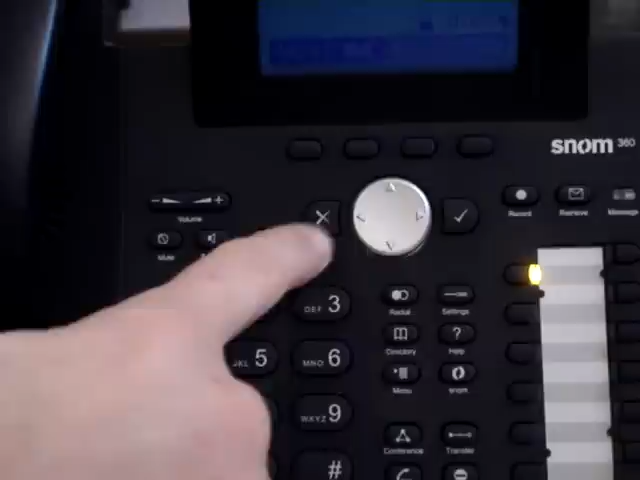 snom 360
Volume
Record
Retrieve
Mute
DEF 3
Redial
Settings
Directory
Help
JKL 5
MNO 6
Menu
snom
WXYZ 9
Conference
Transfer
#